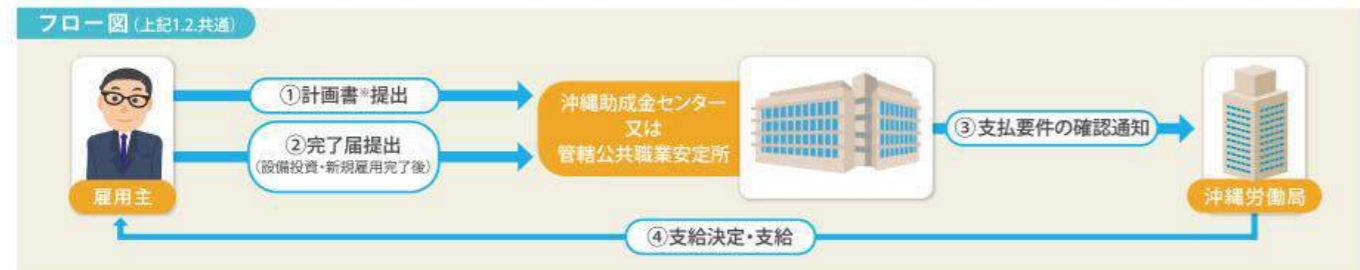 フロー図(上記1.2.共通)
①計画書※提出
②完了届提出
(設備投資・新規雇用完了後)
雇用主
沖縄助成金センター
又は
管轄公共職業安定所
③支払要件の確認通知
沖縄労働局
④支給決定・支給